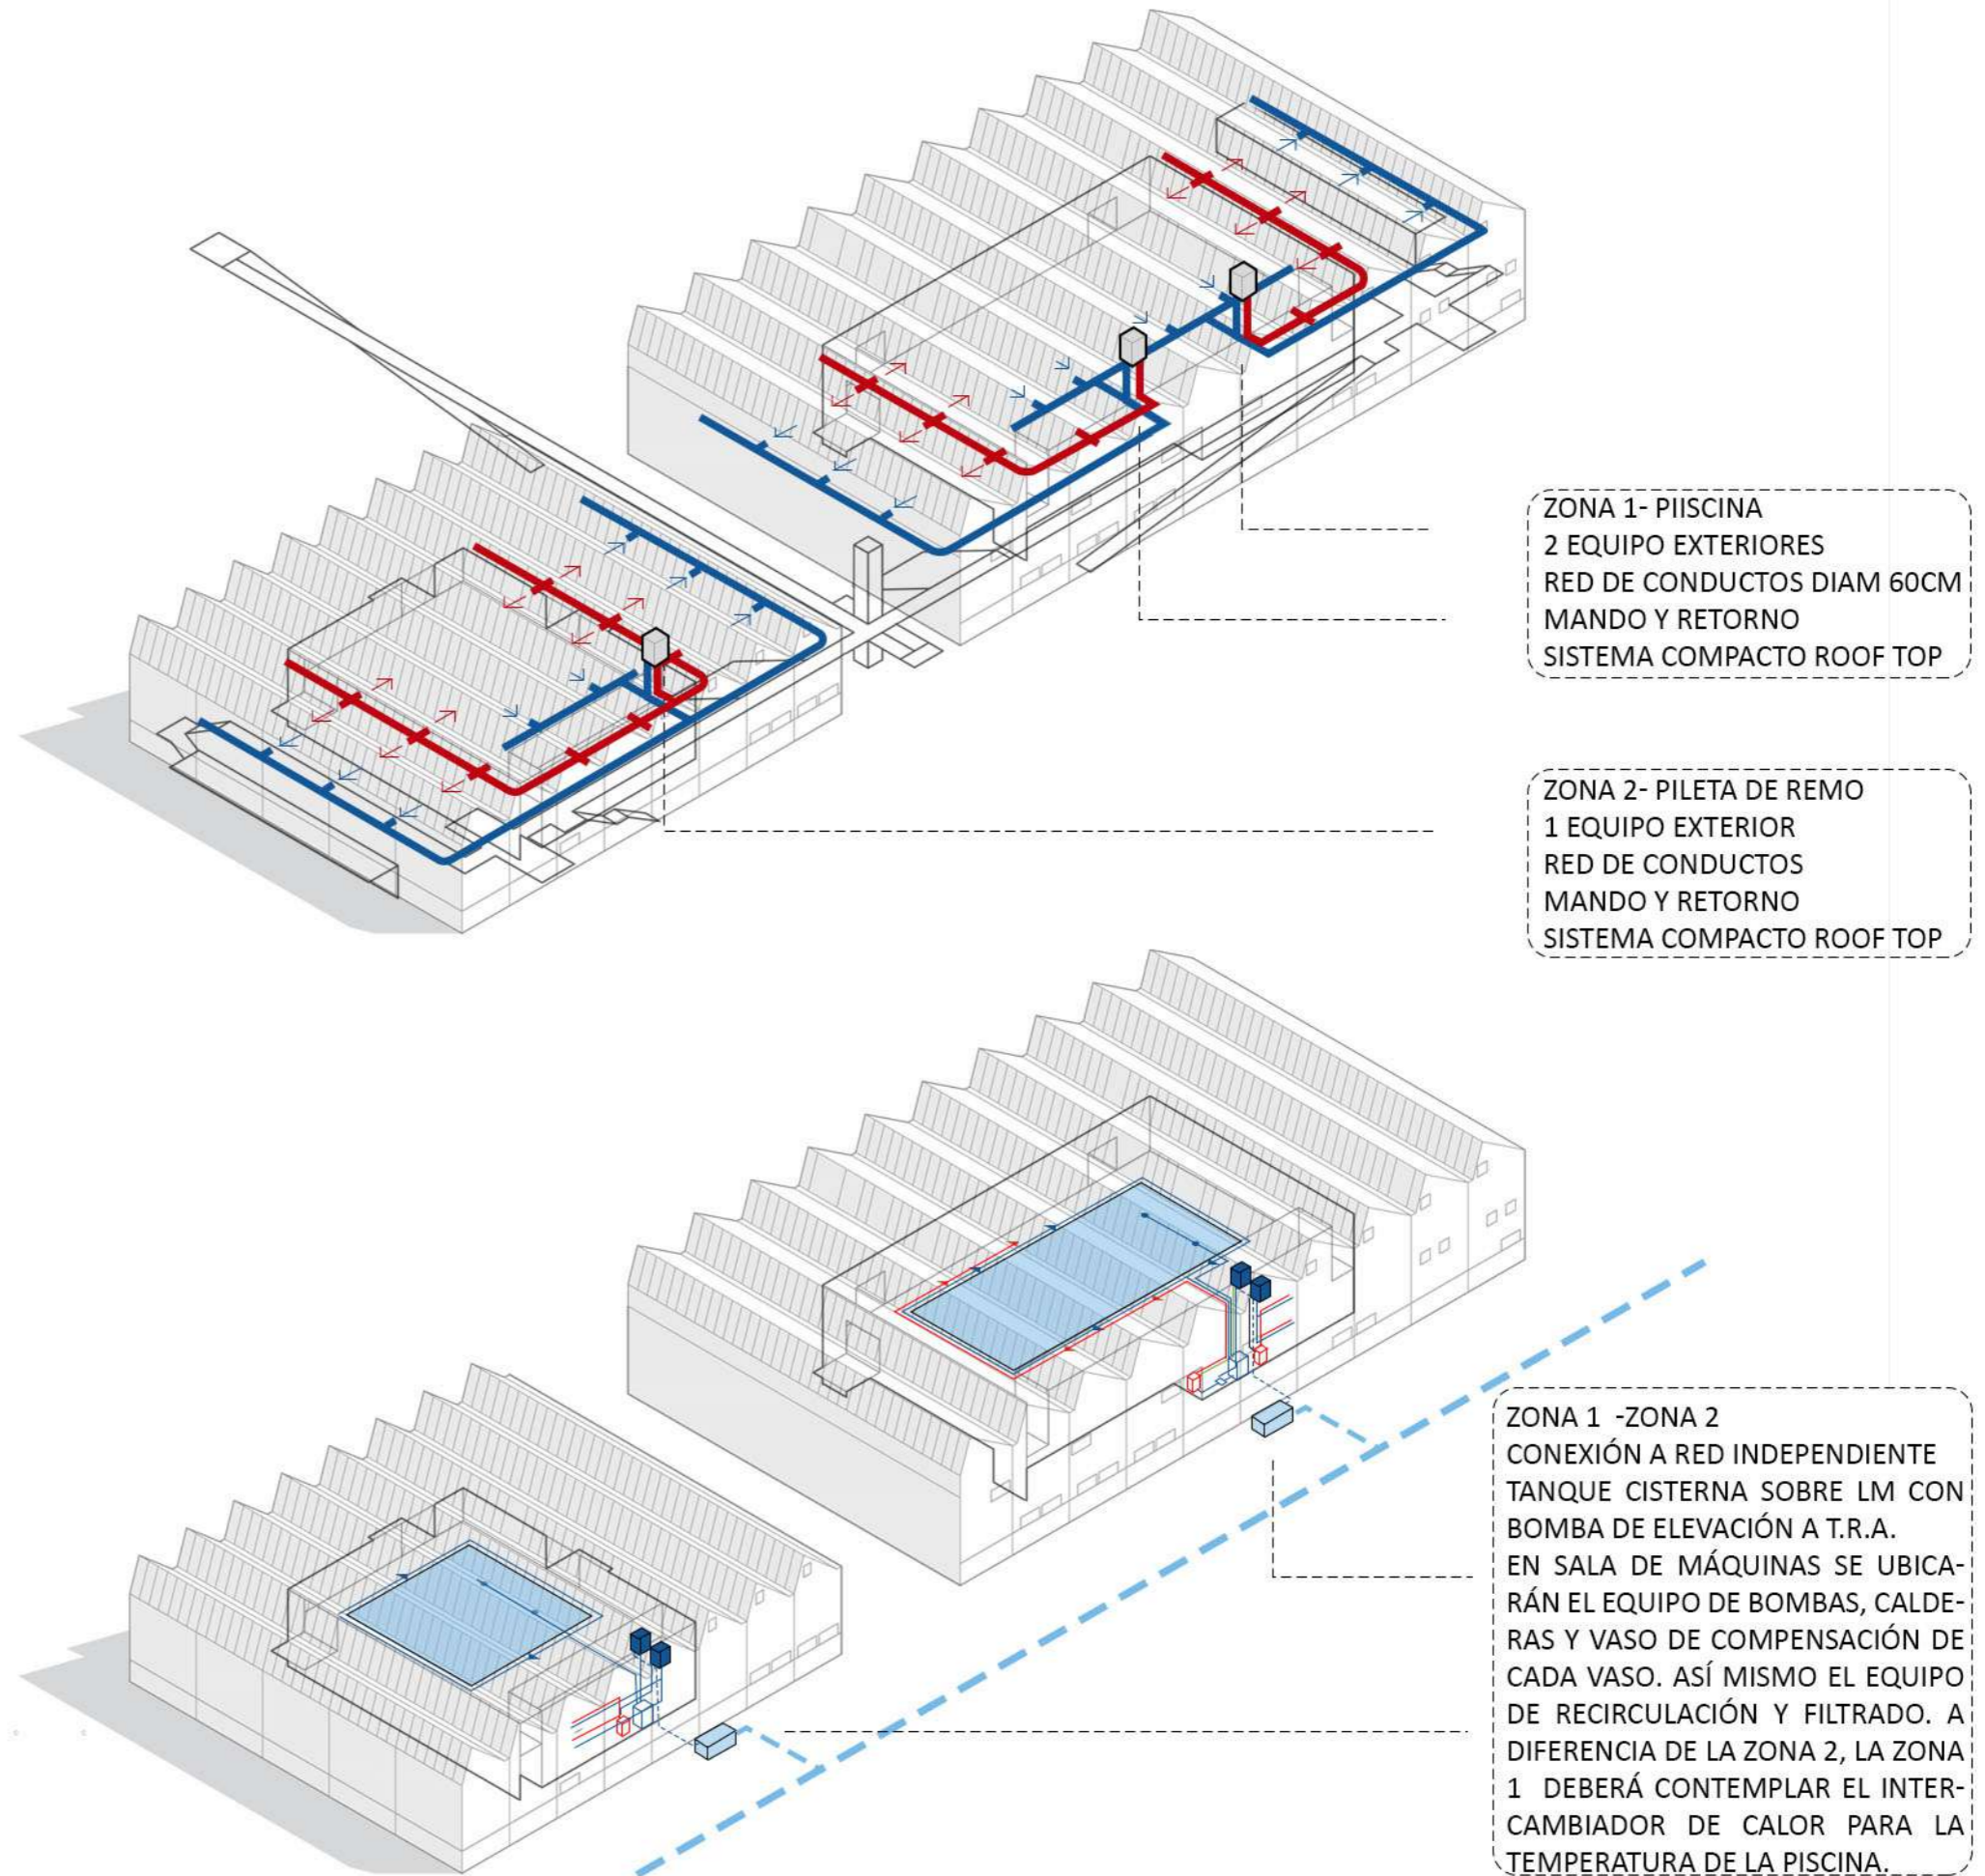 ZONA 1- PIISCINA
2 EQUIPO EXTERIORES
RED DE CONDUCTOS DIAM 60CM
MANDO Y RETORNO
SISTEMA COMPACTO ROOF TOP
ZONA 2- PILETA DE REMO
1 EQUIPO EXTERIOR
RED DE CONDUCTOS
MANDO Y RETORNO
SISTEMA COMPACTO ROOF TOP
ZONA 1 -ZONA 2
CONEXIÓN A RED INDEPENDIENTE
TANQUE CISTERNA SOBRE LM CON
BOMBA DE ELEVACIÓN A T.R.A.
EN SALA DE MÁQUINAS SE UBICA-
RÁN EL EQUIPO DE BOMBAS, CALDE-
RAS Y VASO DE COMPENSACIÓN DE
CADA VASO. ASÍ MISMO EL EQUIPO
DE RECIRCULACIÓN Y FILTRADO. A
DIFERENCIA DE LA ZONA 2, LA ZONA
1 DEBERÁ CONTEMPLAR EL INTER-
CAMBIADOR DE CALOR PARA LA
TEMPERATURA DE LA PISCINA.